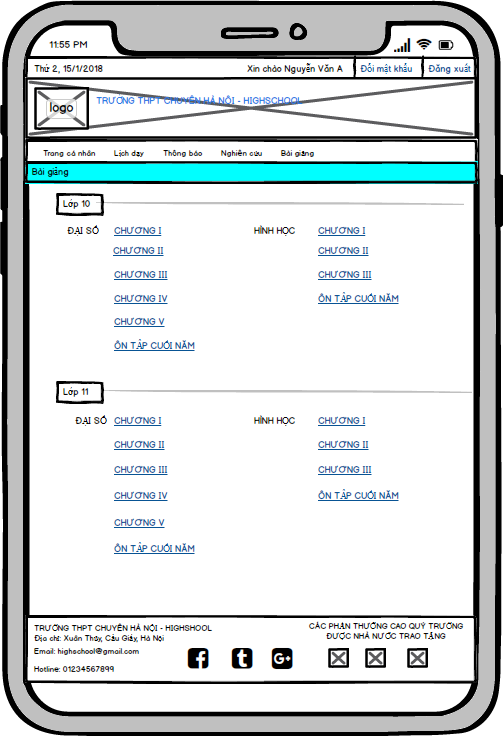 11:55 PM
Thứ 2, 15/1/2018 Xin chào Nguyễn Văn A Đổi mật khẩu Đăng xuất
logo TRƯỜNG THPT CHUYÊN HÀ NỘI - HIGHSCHOOL
Trang cá nhân Lịch dạy Thông báo Nghiên cứu Bài giảng
Bài giảng
Lớp 10
ĐẠI SỐ CHƯƠNG I HÌNH HỌC CHƯƠNG I
CHƯƠNG II CHƯƠNG II
CHƯƠNG III CHƯƠNG III
CHƯƠNG IV ÔN TẬP CUỐI NĂM
CHƯƠNG V
ÔN TẬP CUỐI NĂM
Lớp 11
ĐẠI SỐ CHƯƠNG I HÌNH HỌC CHƯƠNG I
CHƯƠNG II CHƯƠNG II
CHƯƠNG III CHƯƠNG III
CHƯƠNG IV ÔN TẬP CUỐI NĂM
CHƯƠNG V
ÔN TẬP CUỐI NĂM
TRƯỜNG THPT CHUYÊN HÀ NỘI - HIGHSHOOL
Địa chỉ: Xuân Thủy, Cầu Giấy, Hà Nội
Email: highschool@gmail.com
Hotline: 01234567899
CÁC PHẦN THƯỞNG CAO QUÝ TRƯỜNG
ĐƯỢC NHÀ NƯỚC TRAO TẶNG